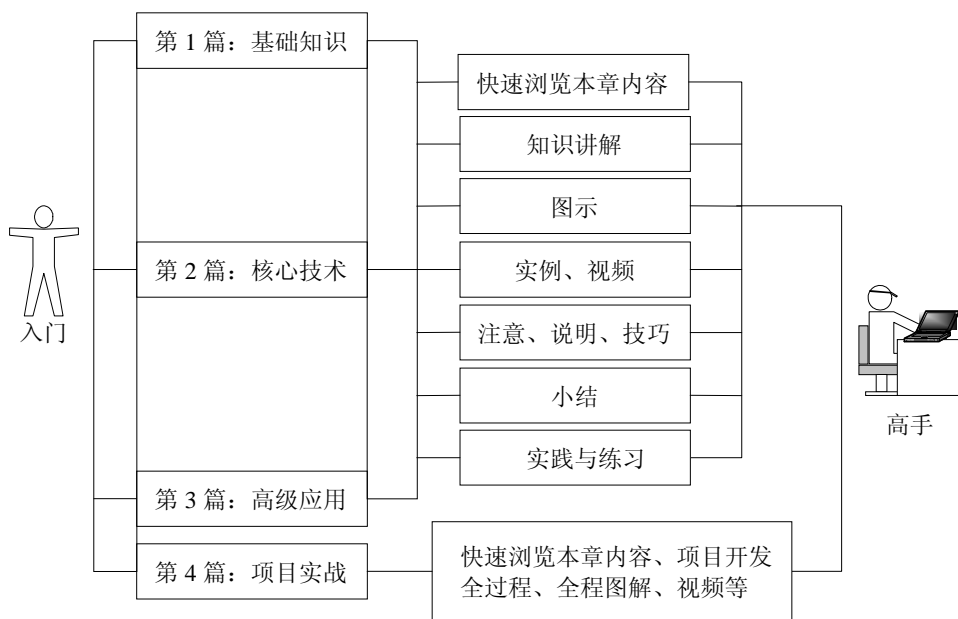 第 1 篇：基础知识
快速浏览本章内容
知识讲解
图示
第 2 篇：核心技术
实例、视频
入门
注意、说明、技巧
小结
高手
实践与练习
第 3 篇：高级应用
第 4 篇：项目实战
快速浏览本章内容、项目开发
全过程、全程图解、视频等